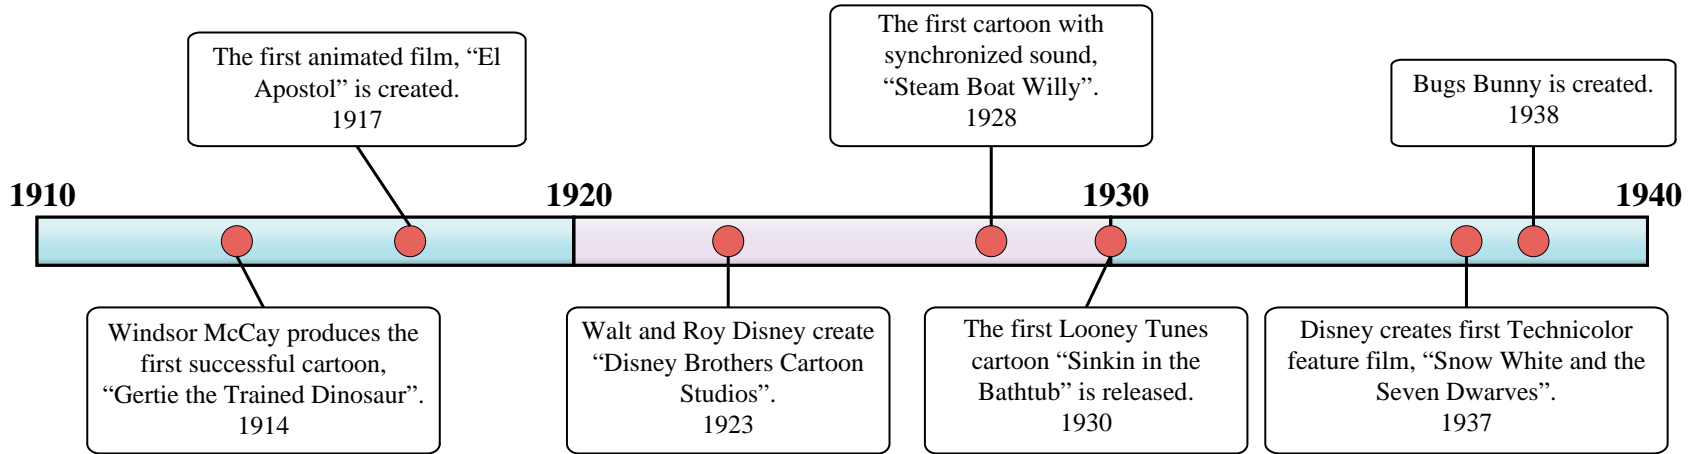 The first animated film, “El
Apostol” is created.
1917
The first cartoon with
synchronized sound,
“Steam Boat Willy”.
1928
Bugs Bunny is created.
1938
1910
1920
1930
1940
Windsor McCay produces the
first successful cartoon,
“Gertie the Trained Dinosaur”.
1914
Walt and Roy Disney create
“Disney Brothers Cartoon
Studios”.
1923
The first Looney Tunes
cartoon “Sinkin in the
Bathtub” is released.
1930
Disney creates first Technicolor
feature film, “Snow White and the
Seven Dwarves”.
1937